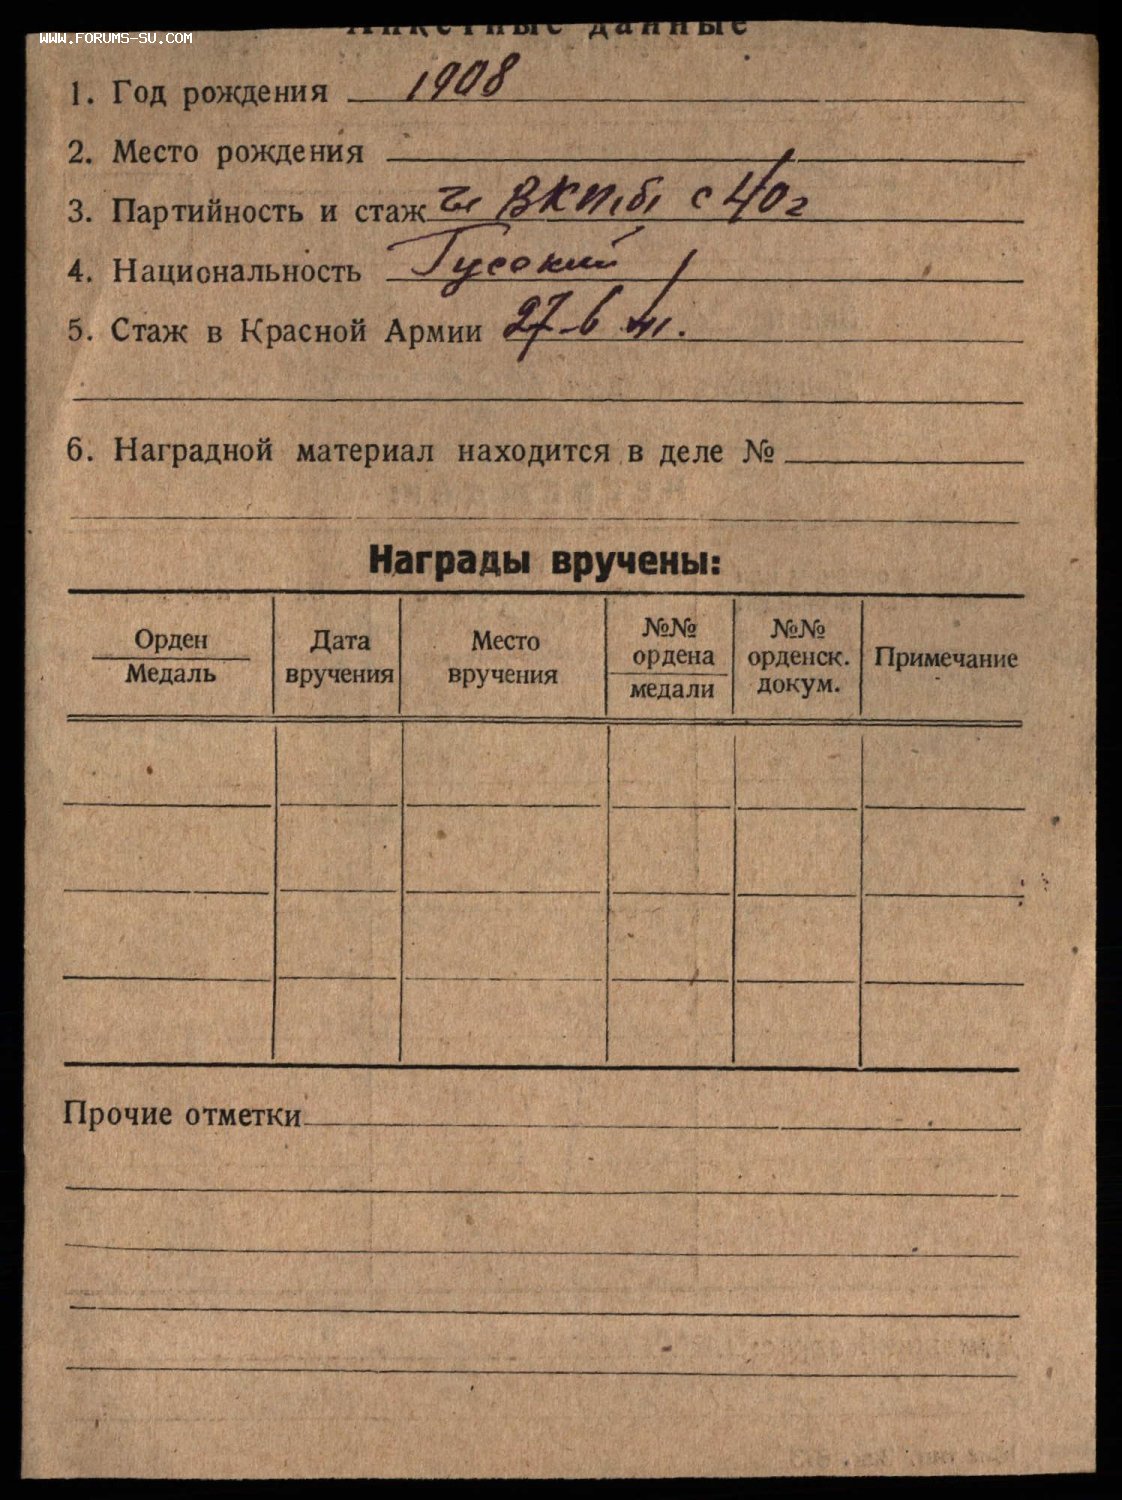 WWW.FORUMS-SU.COM
Анкетные данные
1. Год рождения 1908
2. Место рождения
3. Партийность и стаж чл ВКП(б) с 40 г
4. Национальность Русский
5. Стаж в Красной Армии 27-6 41.
6. Наградной материал находится в деле №
Награды вручены:
Орден
Медаль
Дата
вручения
Место
вручения
№№
ордена
медали
№№
орденск.
докум.
Примечание
Прочие отметки